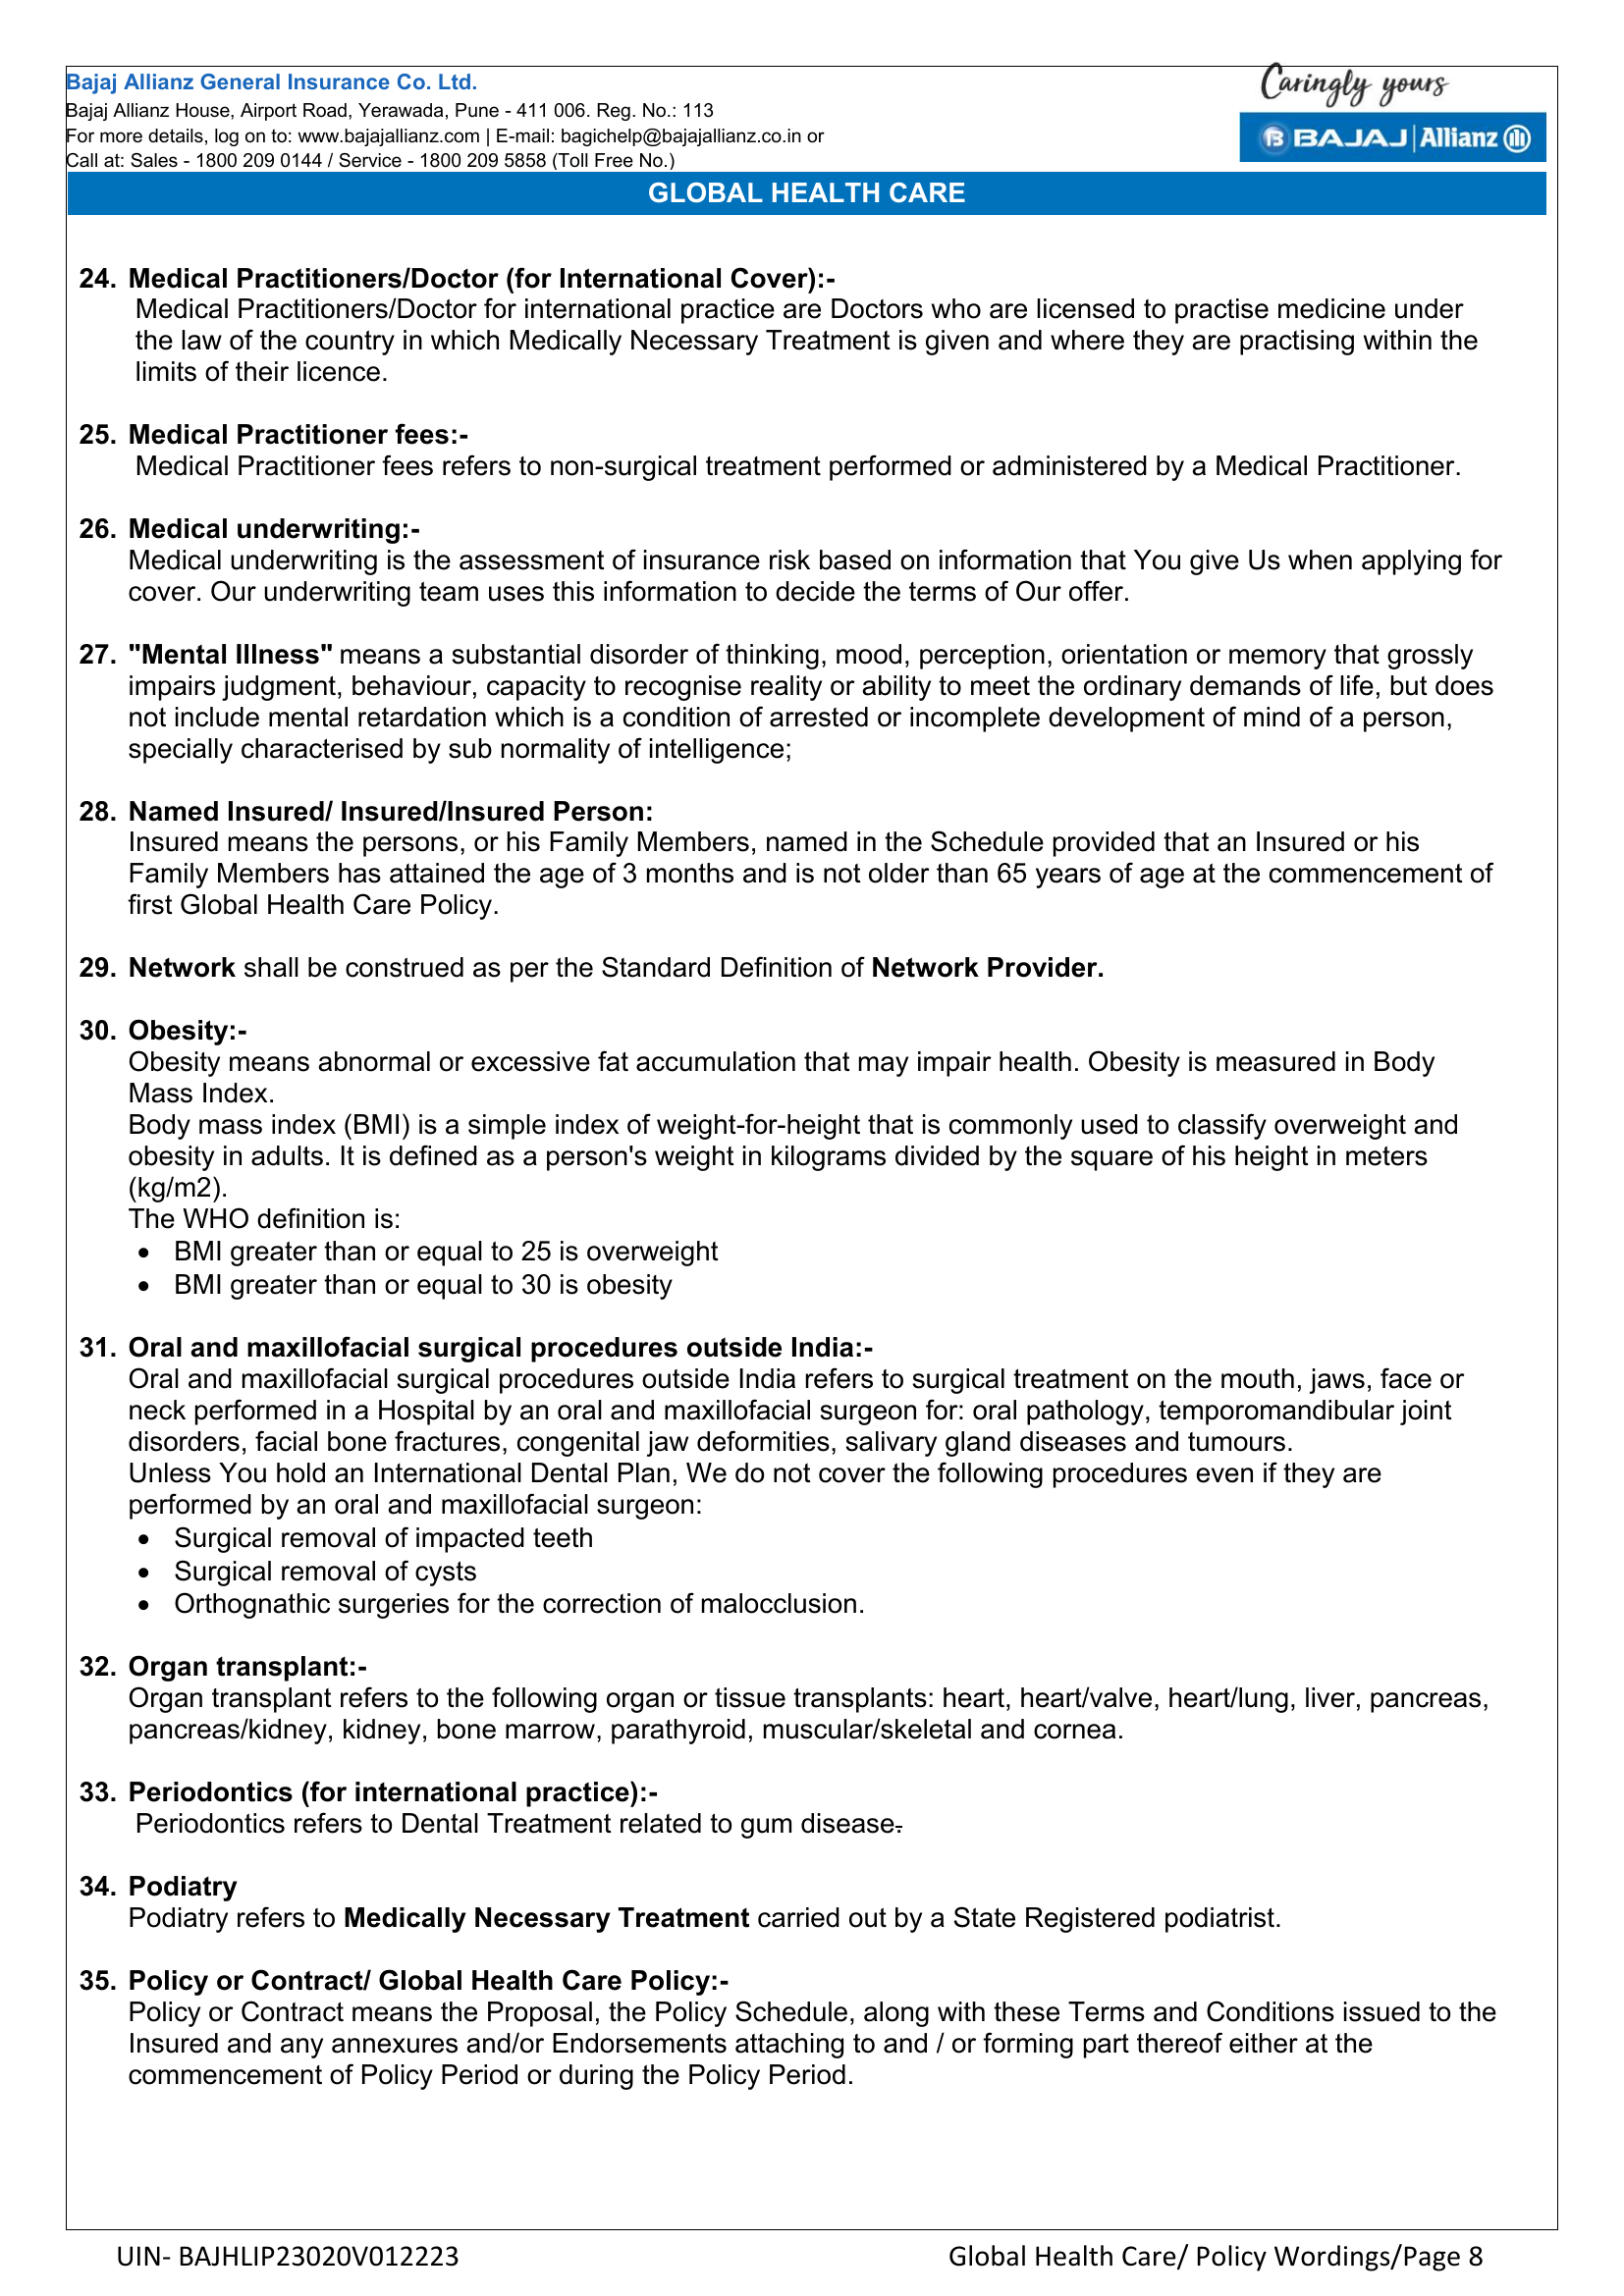 Bajaj Allianz General Insurance Co. Ltd.
Bajaj Allianz House, Airport Road, Yerawada, Pune - 411 006. Reg. No.: 113
For more details, log on to: www.bajajallianz.com | E-mail: bagichelp@bajajallianz.co.in or
Call at: Sales - 1800 209 0144 / Service - 1800 209 5858 (Toll Free No.)
Caringly yours
BAJAJ | Allianz
GLOBAL HEALTH CARE
24. Medical Practitioners/Doctor (for International Cover):-
Medical Practitioners/Doctor for international practice are Doctors who are licensed to practise medicine under
the law of the country in which Medically Necessary Treatment is given and where they are practising within the
limits of their licence.
25. Medical Practitioner fees:-
Medical Practitioner fees refers to non-surgical treatment performed or administered by a Medical Practitioner.
26. Medical underwriting:-
Medical underwriting is the assessment of insurance risk based on information that You give Us when applying for
cover. Our underwriting team uses this information to decide the terms of Our offer.
27. "Mental Illness" means a substantial disorder of thinking, mood, perception, orientation or memory that grossly
impairs judgment, behaviour, capacity to recognise reality or ability to meet the ordinary demands of life, but does
not include mental retardation which is a condition of arrested or incomplete development of mind of a person,
specially characterised by sub normality of intelligence;
28. Named Insured/ Insured/Insured Person:
Insured means the persons, or his Family Members, named in the Schedule provided that an Insured or his
Family Members has attained the age of 3 months and is not older than 65 years of age at the commencement of
first Global Health Care Policy.
29. Network shall be construed as per the Standard Definition of Network Provider.
30. Obesity:-
Obesity means abnormal or excessive fat accumulation that may impair health. Obesity is measured in Body
Mass Index.
Body mass index (BMI) is a simple index of weight-for-height that is commonly used to classify overweight and
obesity in adults. It is defined as a person's weight in kilograms divided by the square of his height in meters
(kg/m2).
The WHO definition is:
• BMI greater than or equal to 25 is overweight
• BMI greater than or equal to 30 is obesity
31. Oral and maxillofacial surgical procedures outside India:-
Oral and maxillofacial surgical procedures outside India refers to surgical treatment on the mouth, jaws, face or
neck performed in a Hospital by an oral and maxillofacial surgeon for: oral pathology, temporomandibular joint
disorders, facial bone fractures, congenital jaw deformities, salivary gland diseases and tumours.
Unless You hold an International Dental Plan, We do not cover the following procedures even if they are
performed by an oral and maxillofacial surgeon:
• Surgical removal of impacted teeth
• Surgical removal of cysts
• Orthognathic surgeries for the correction of malocclusion.
32. Organ transplant:-
Organ transplant refers to the following organ or tissue transplants: heart, heart/valve, heart/lung, liver, pancreas,
pancreas/kidney, kidney, bone marrow, parathyroid, muscular/skeletal and cornea.
33. Periodontics (for international practice):-
Periodontics refers to Dental Treatment related to gum disease.
34. Podiatry
Podiatry refers to Medically Necessary Treatment carried out by a State Registered podiatrist.
35. Policy or Contract/ Global Health Care Policy:-
Policy or Contract means the Proposal, the Policy Schedule, along with these Terms and Conditions issued to the
Insured and any annexures and/or Endorsements attaching to and / or forming part thereof either at the
commencement of Policy Period or during the Policy Period.
UIN- BAJHLIP23020V012223
Global Health Care/ Policy Wordings/Page 8